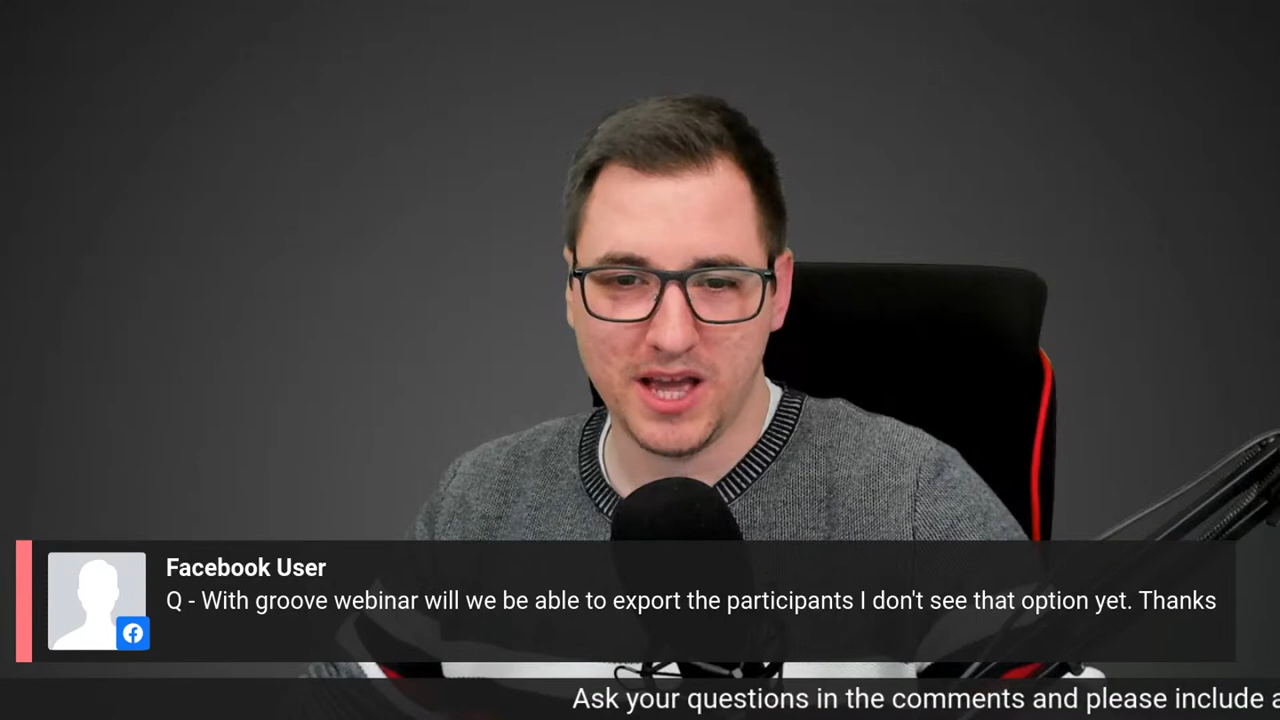 Facebook User
Q - With groove webinar will we be able to export the participants I don't see that option yet. Thanks
Ask your questions in the comments and please include